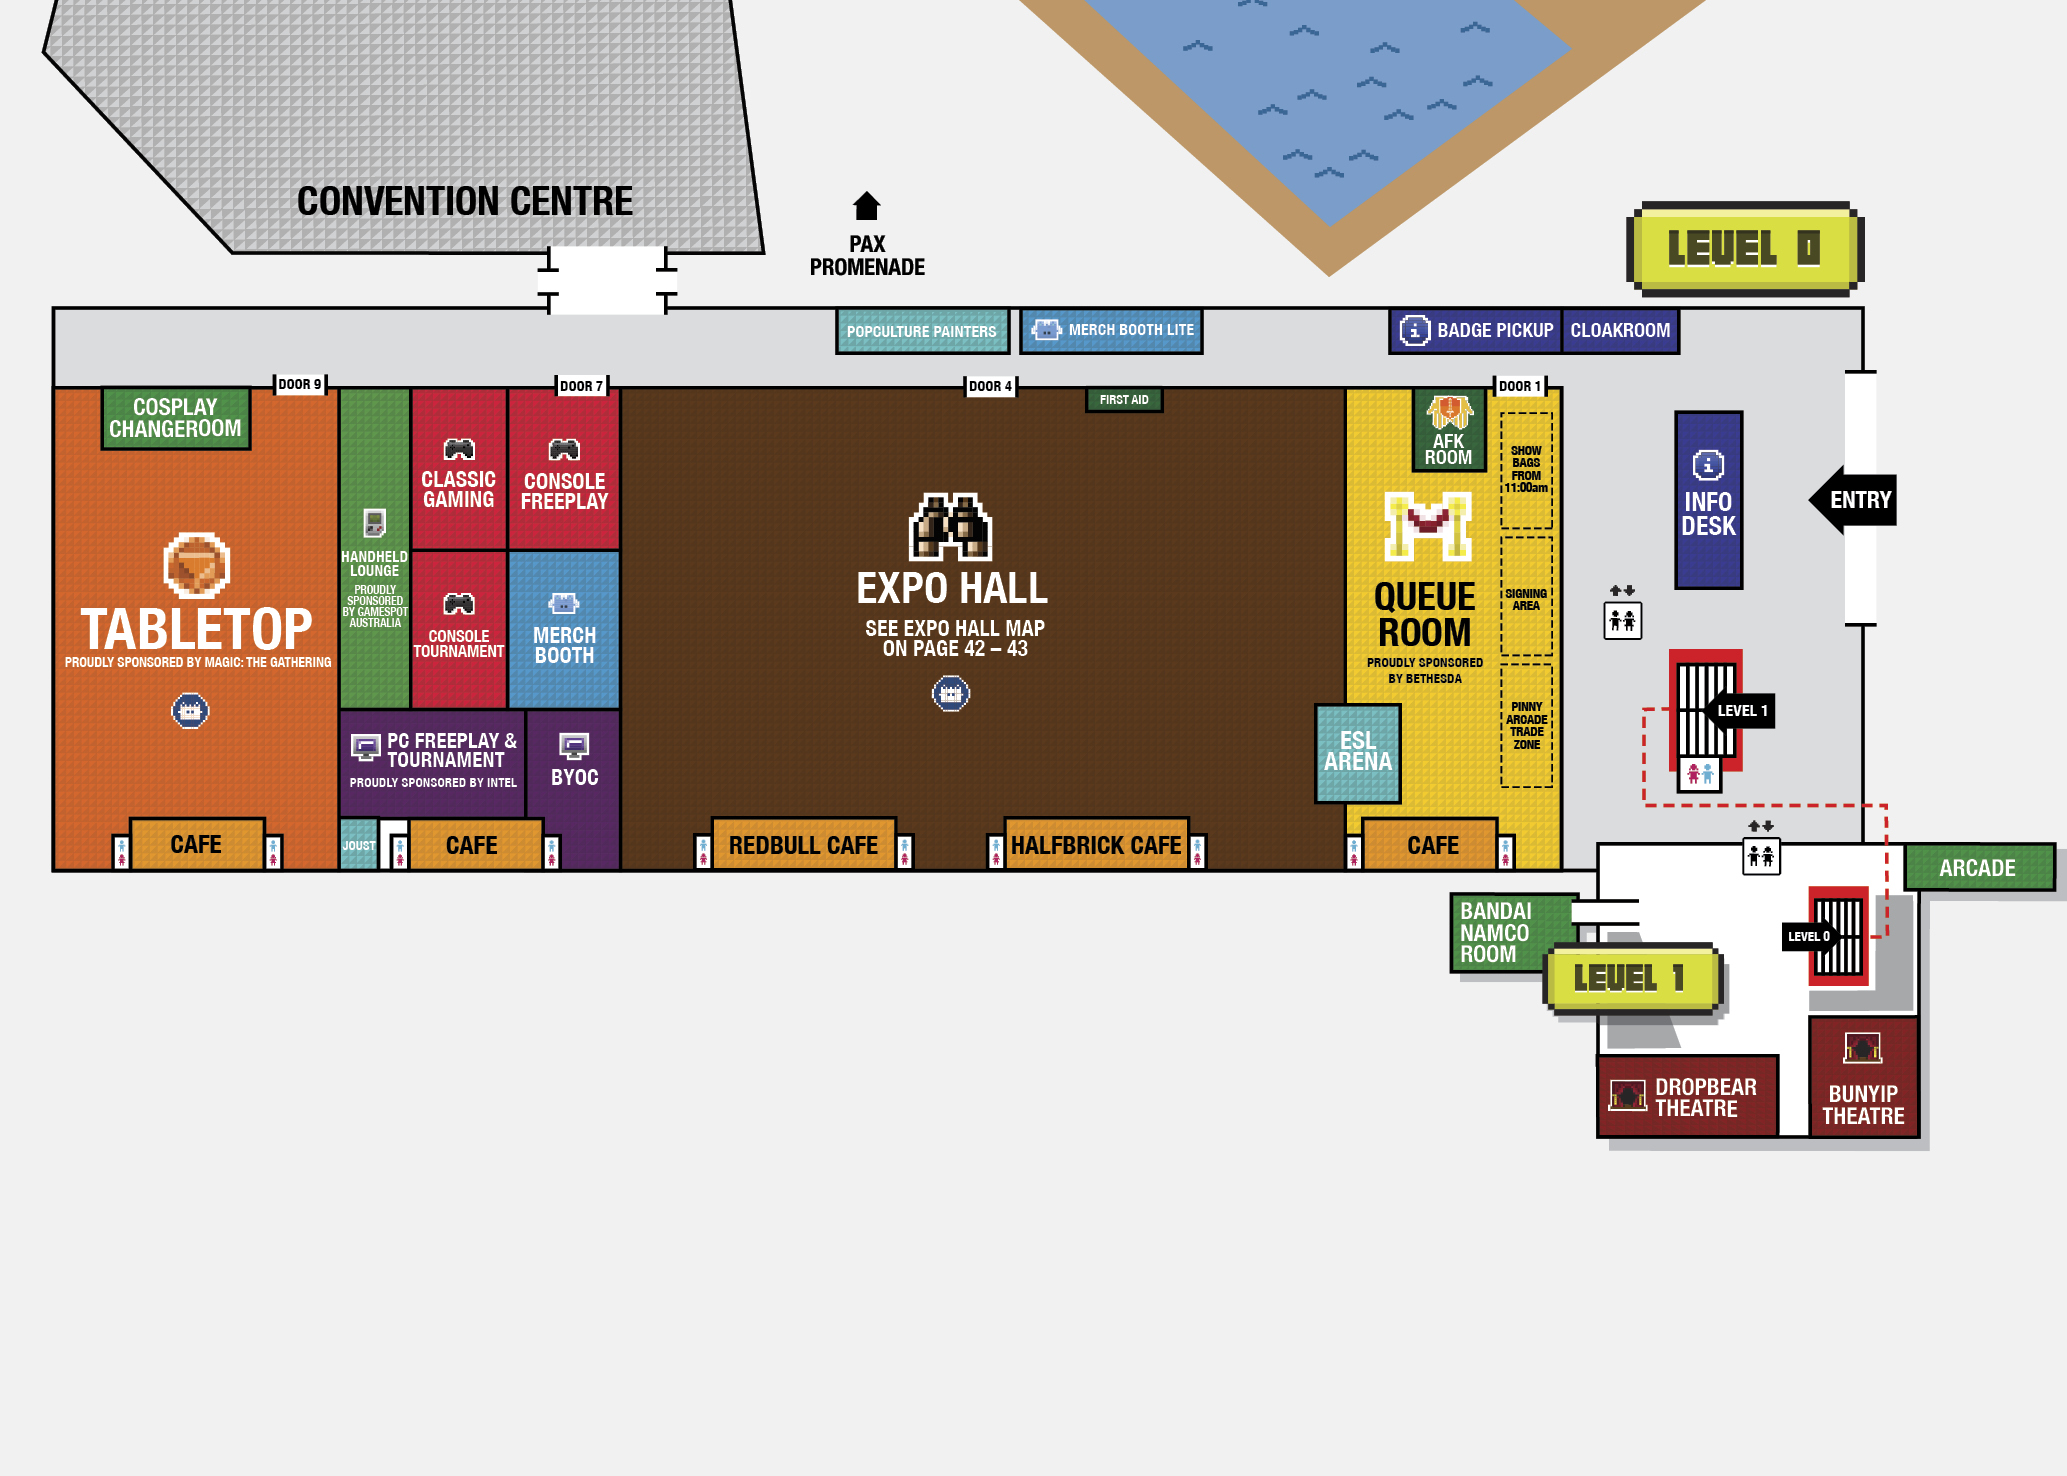 CONVENTION CENTRE
PAX
PROMENADE
LEVEL 0
POPCULTURE PAINTERS
MERCH BOOTH LITE
BADGE PICKUP
CLOAKROOM
DOOR 9
DOOR 7
DOOR 4
DOOR 1
COSPLAY
CHANGEROOM
TABLETOP
PROUDLY SPONSORED BY MAGIC: THE GATHERING
CAFE
HANDHELD
LOUNGE
PROUDLY
SPONSORED
BY GAMESPOT
AUSTRALIA
CLASSIC
GAMING
CONSOLE
FREEPLAY
CONSOLE
TOURNAMENT
MERCH
BOOTH
PC FREEPLAY &
TOURNAMENT
PROUDLY SPONSORED BY INTEL
BYOC
JOUST
CAFE
FIRST AID
EXPO HALL
SEE EXPO HALL MAP
ON PAGE 42 – 43
REDBULL CAFE
HALFBRICK CAFE
AFK
ROOM
SHOW
BAGS
FROM
11:00am
QUEUE
ROOM
PROUDLY SPONSORED
BY BETHESDA
SIGNING
AREA
PINNY
ARCADE
TRADE
ZONE
ESL
ARENA
CAFE
INFO
DESK
ENTRY
LEVEL 1
ARCADE
BANDAI
NAMCO
ROOM
LEVEL 0
LEVEL 1
DROPBEAR
THEATRE
BUNYIP
THEATRE